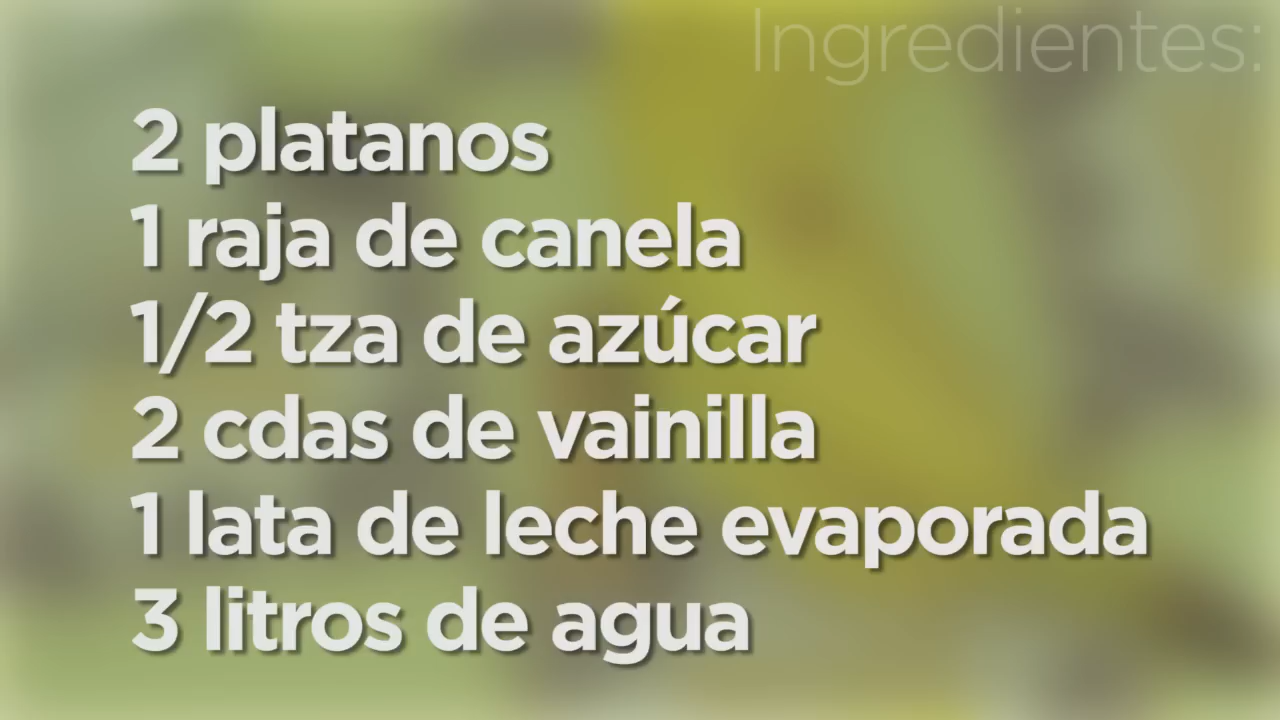 Ingredientes:
2 platanos
1 raja de canela
1/2 tza de azúcar
2 cdas de vainilla
1 lata de leche evaporada
3 litros de agua